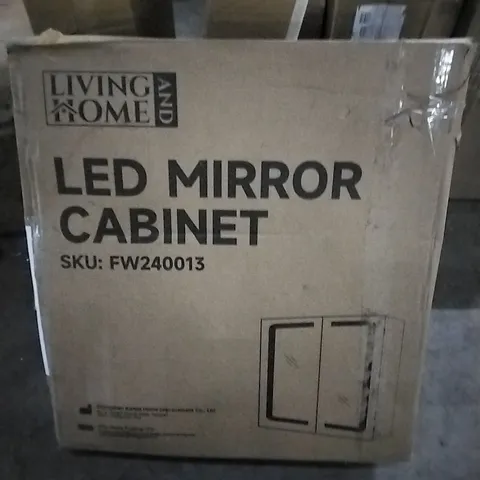 LIVING
AND
HOME
LED MIRROR
CABINET
SKU: FW240013